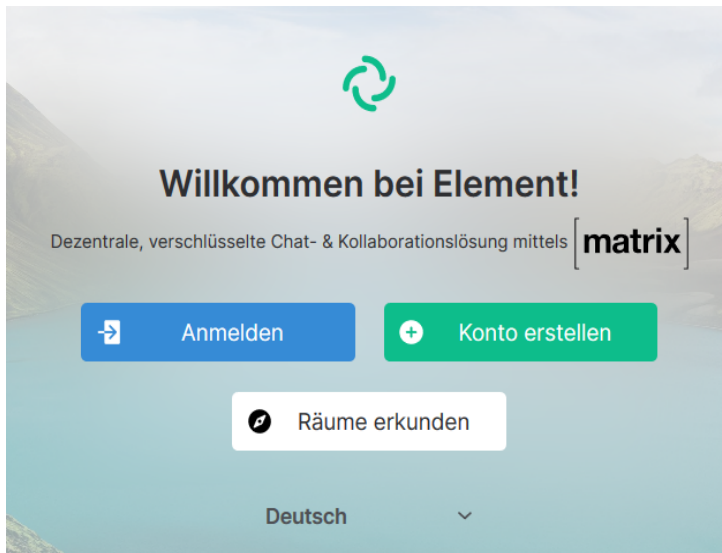 Willkommen bei Element!
Dezentrale, verschlüsselte Chat- & Kollaborationslösung mittels [matrix]
Anmelden
Konto erstellen
Räume erkunden
Deutsch